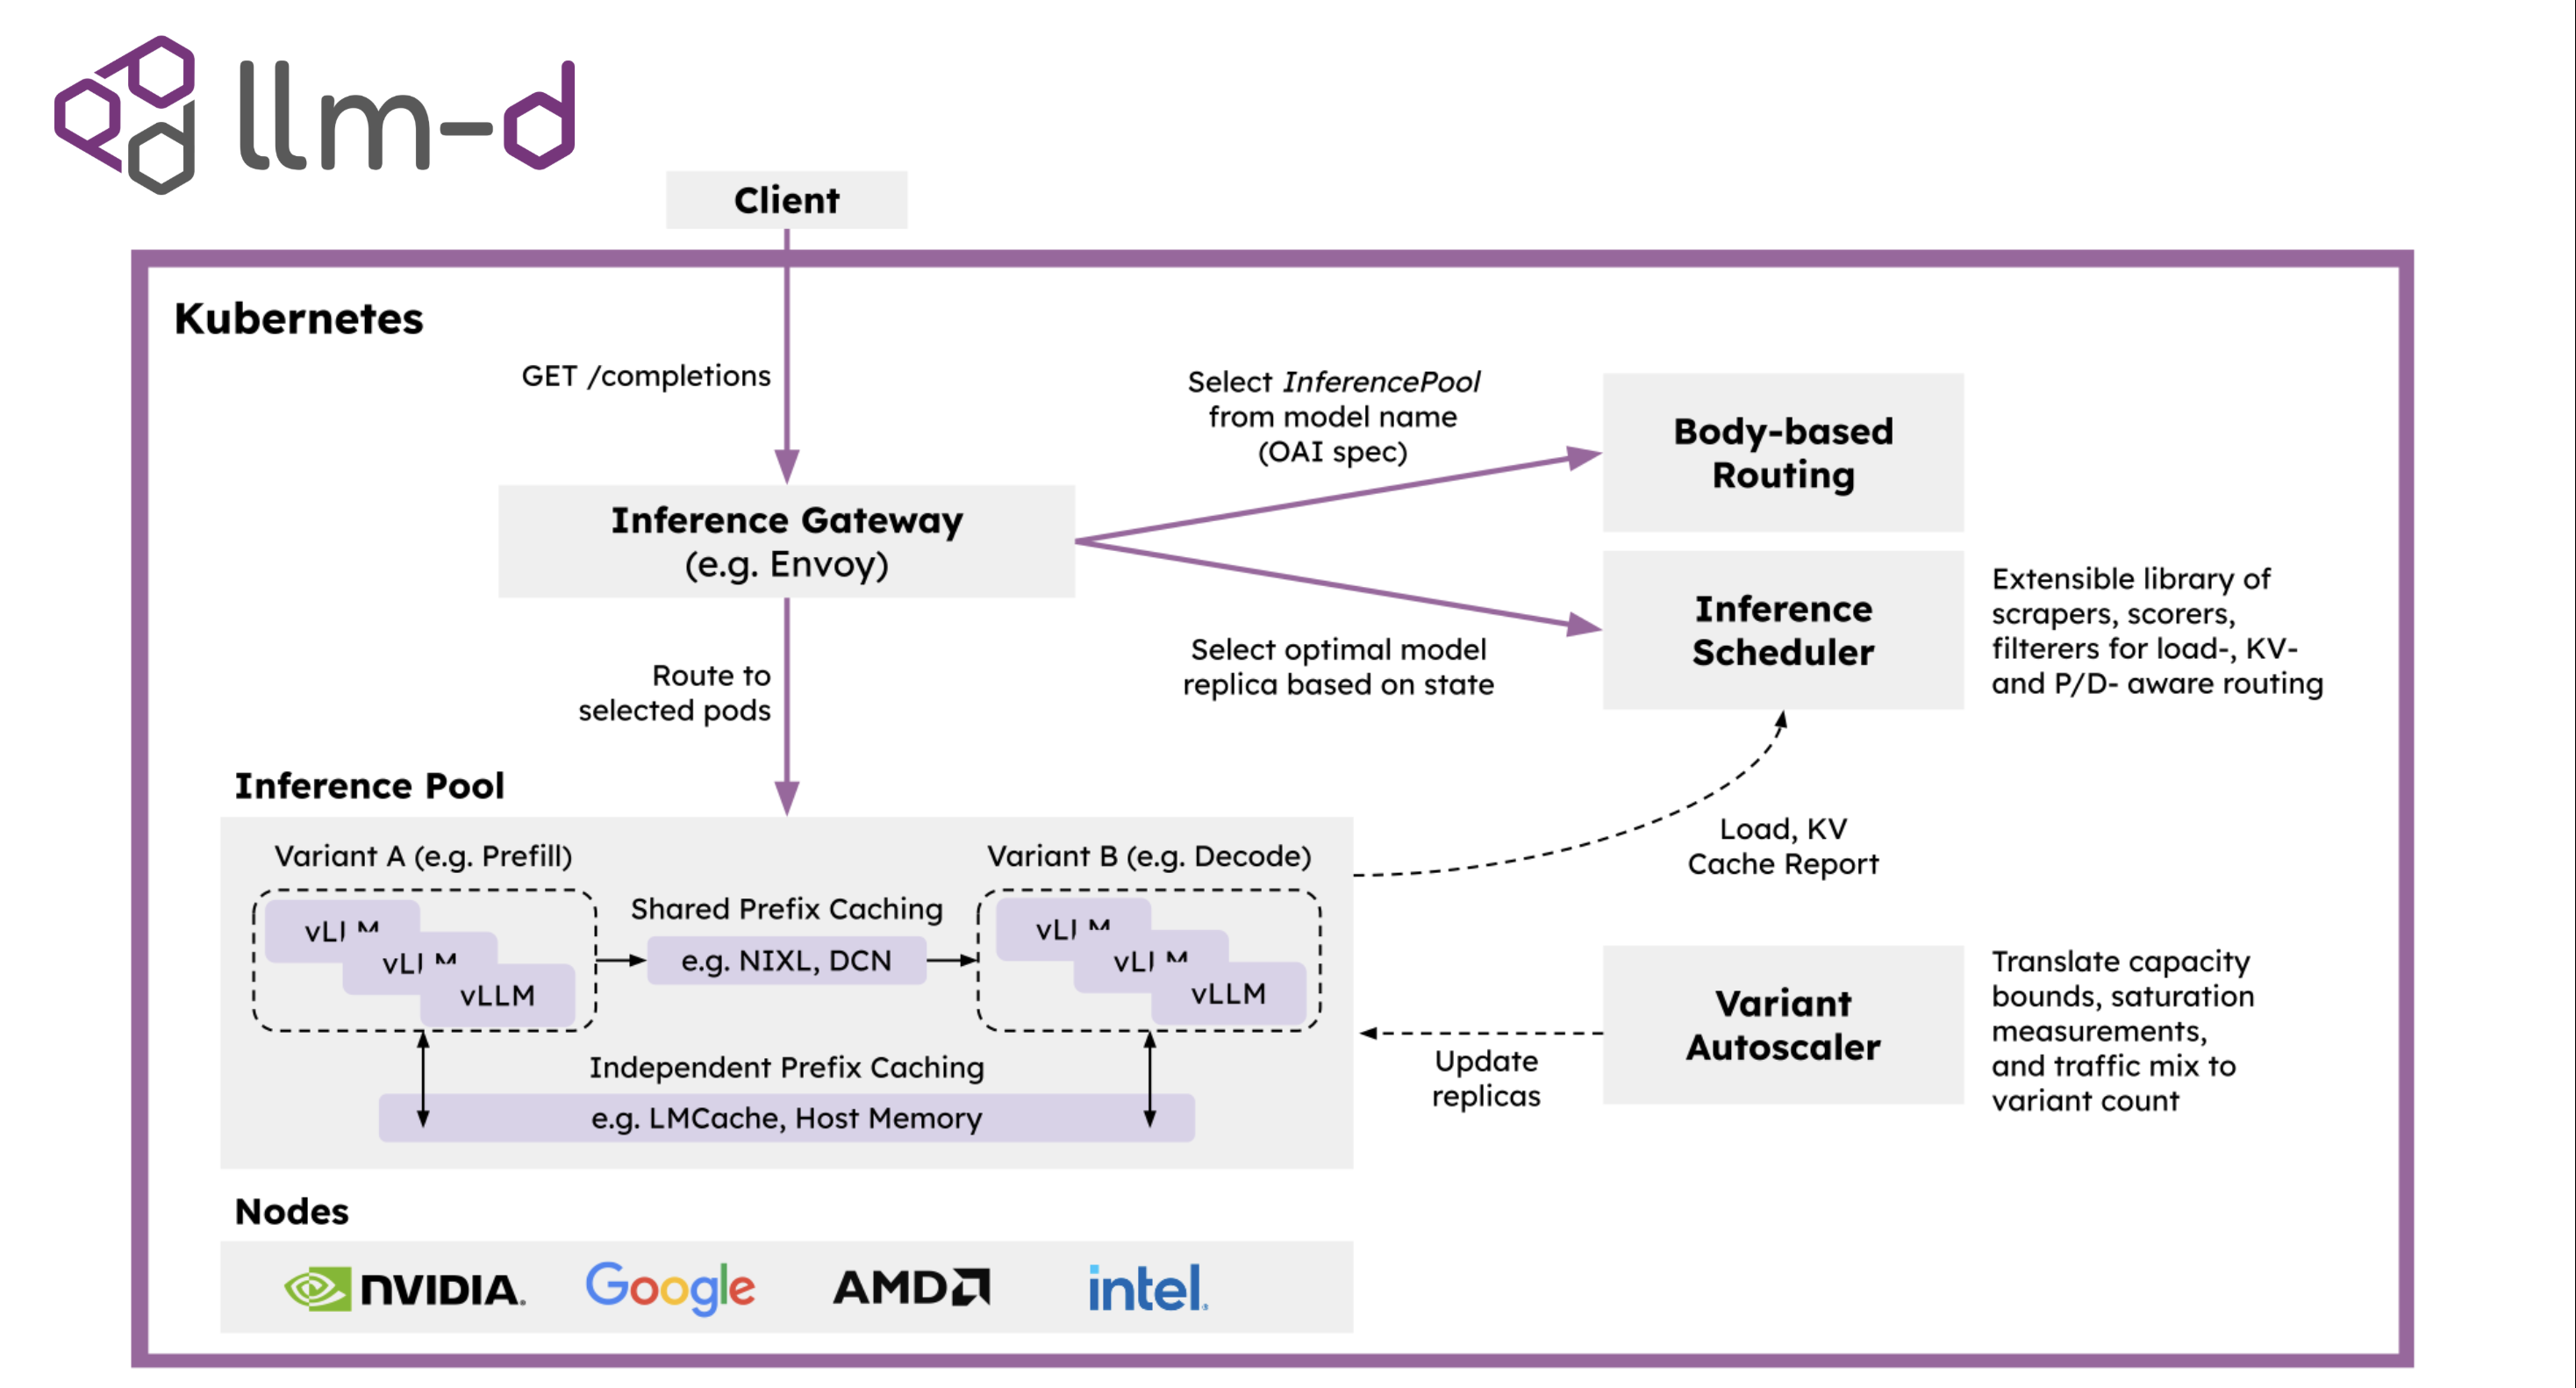 llm-d
Client
Kubernetes
GET /completions
Select InferencePool
from model name
(OAI spec)
Body-based
Routing
Inference Gateway
(e.g. Envoy)
Inference
Scheduler
Extensible library of
scrapers, scorers,
filterers for load-, KV-
and P/D- aware routing
Select optimal model
replica based on state
Route to
selected pods
Inference Pool
Variant A (e.g. Prefill)
vLLM
vLLM
vLLM
Shared Prefix Caching
e.g. NIXL, DCN
Variant B (e.g. Decode)
vLLM
vLLM
vLLM
Independent Prefix Caching
e.g. LMCache, Host Memory
Load, KV
Cache Report
Update
replicas
Variant
Autoscaler
Translate capacity
bounds, saturation
measurements,
and traffic mix to
variant count
Nodes
NVIDIA.
Google
AMD
intel.